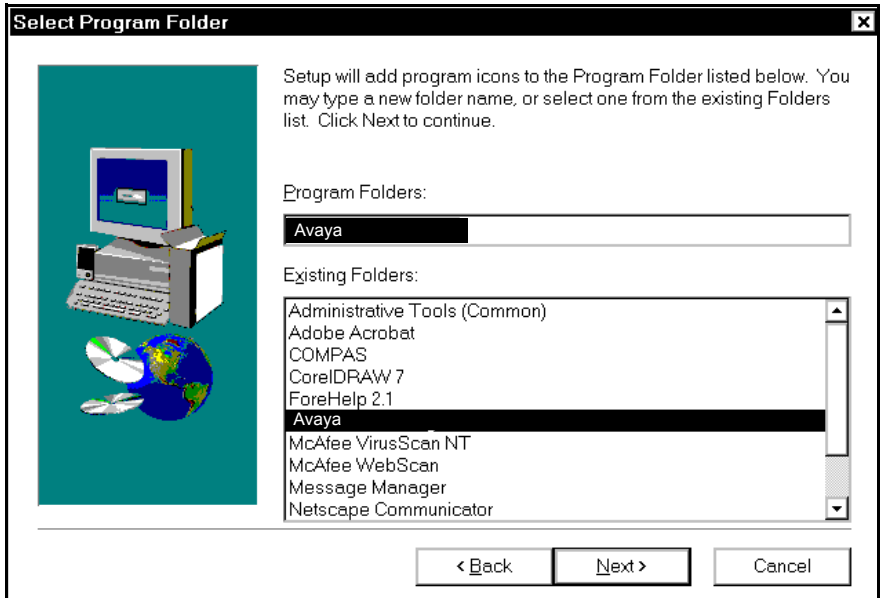 Select Program Folder
Setup will add program icons to the Program Folder listed below. You
may type a new folder name, or select one from the existing Folders
list. Click Next to continue.
Program Folders:
Avaya
Existing Folders:
Administrative Tools (Common)
Adobe Acrobat
COMPAS
CorelDRAW 7
ForeHelp 2.1
Avaya
McAfee VirusScan NT
McAfee WebScan
Message Manager
Netscape Communicator
< Back
Next >
Cancel